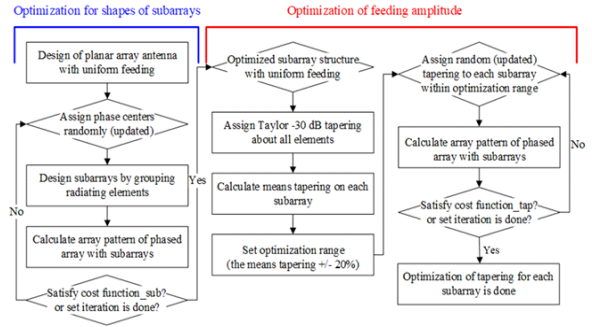 Optimization for shapes of subarrays
Optimization of feeding amplitude
Design of planar array antenna
with uniform feeding
Assign phase centers
randomly (updated)
Design subarrays by grouping
radiating elements
No
Calculate array pattern of phased
array with subarrays
Satisfy cost function_sub?
or set iteration is done?
Yes
Optimized subarray structure
with uniform feeding
Assign Taylor -30 dB tapering
about all elements
Calculate means tapering on each
subarray
Set optimization range
(the means tapering +/- 20%)
Assign random (updated)
tapering to each subarray
within optimization range
Calculate array pattern of phased
array with subarrays
No
Satisfy cost function_tap?
or set iteration is done?
Yes
Optimization of tapering for each
subarray is done